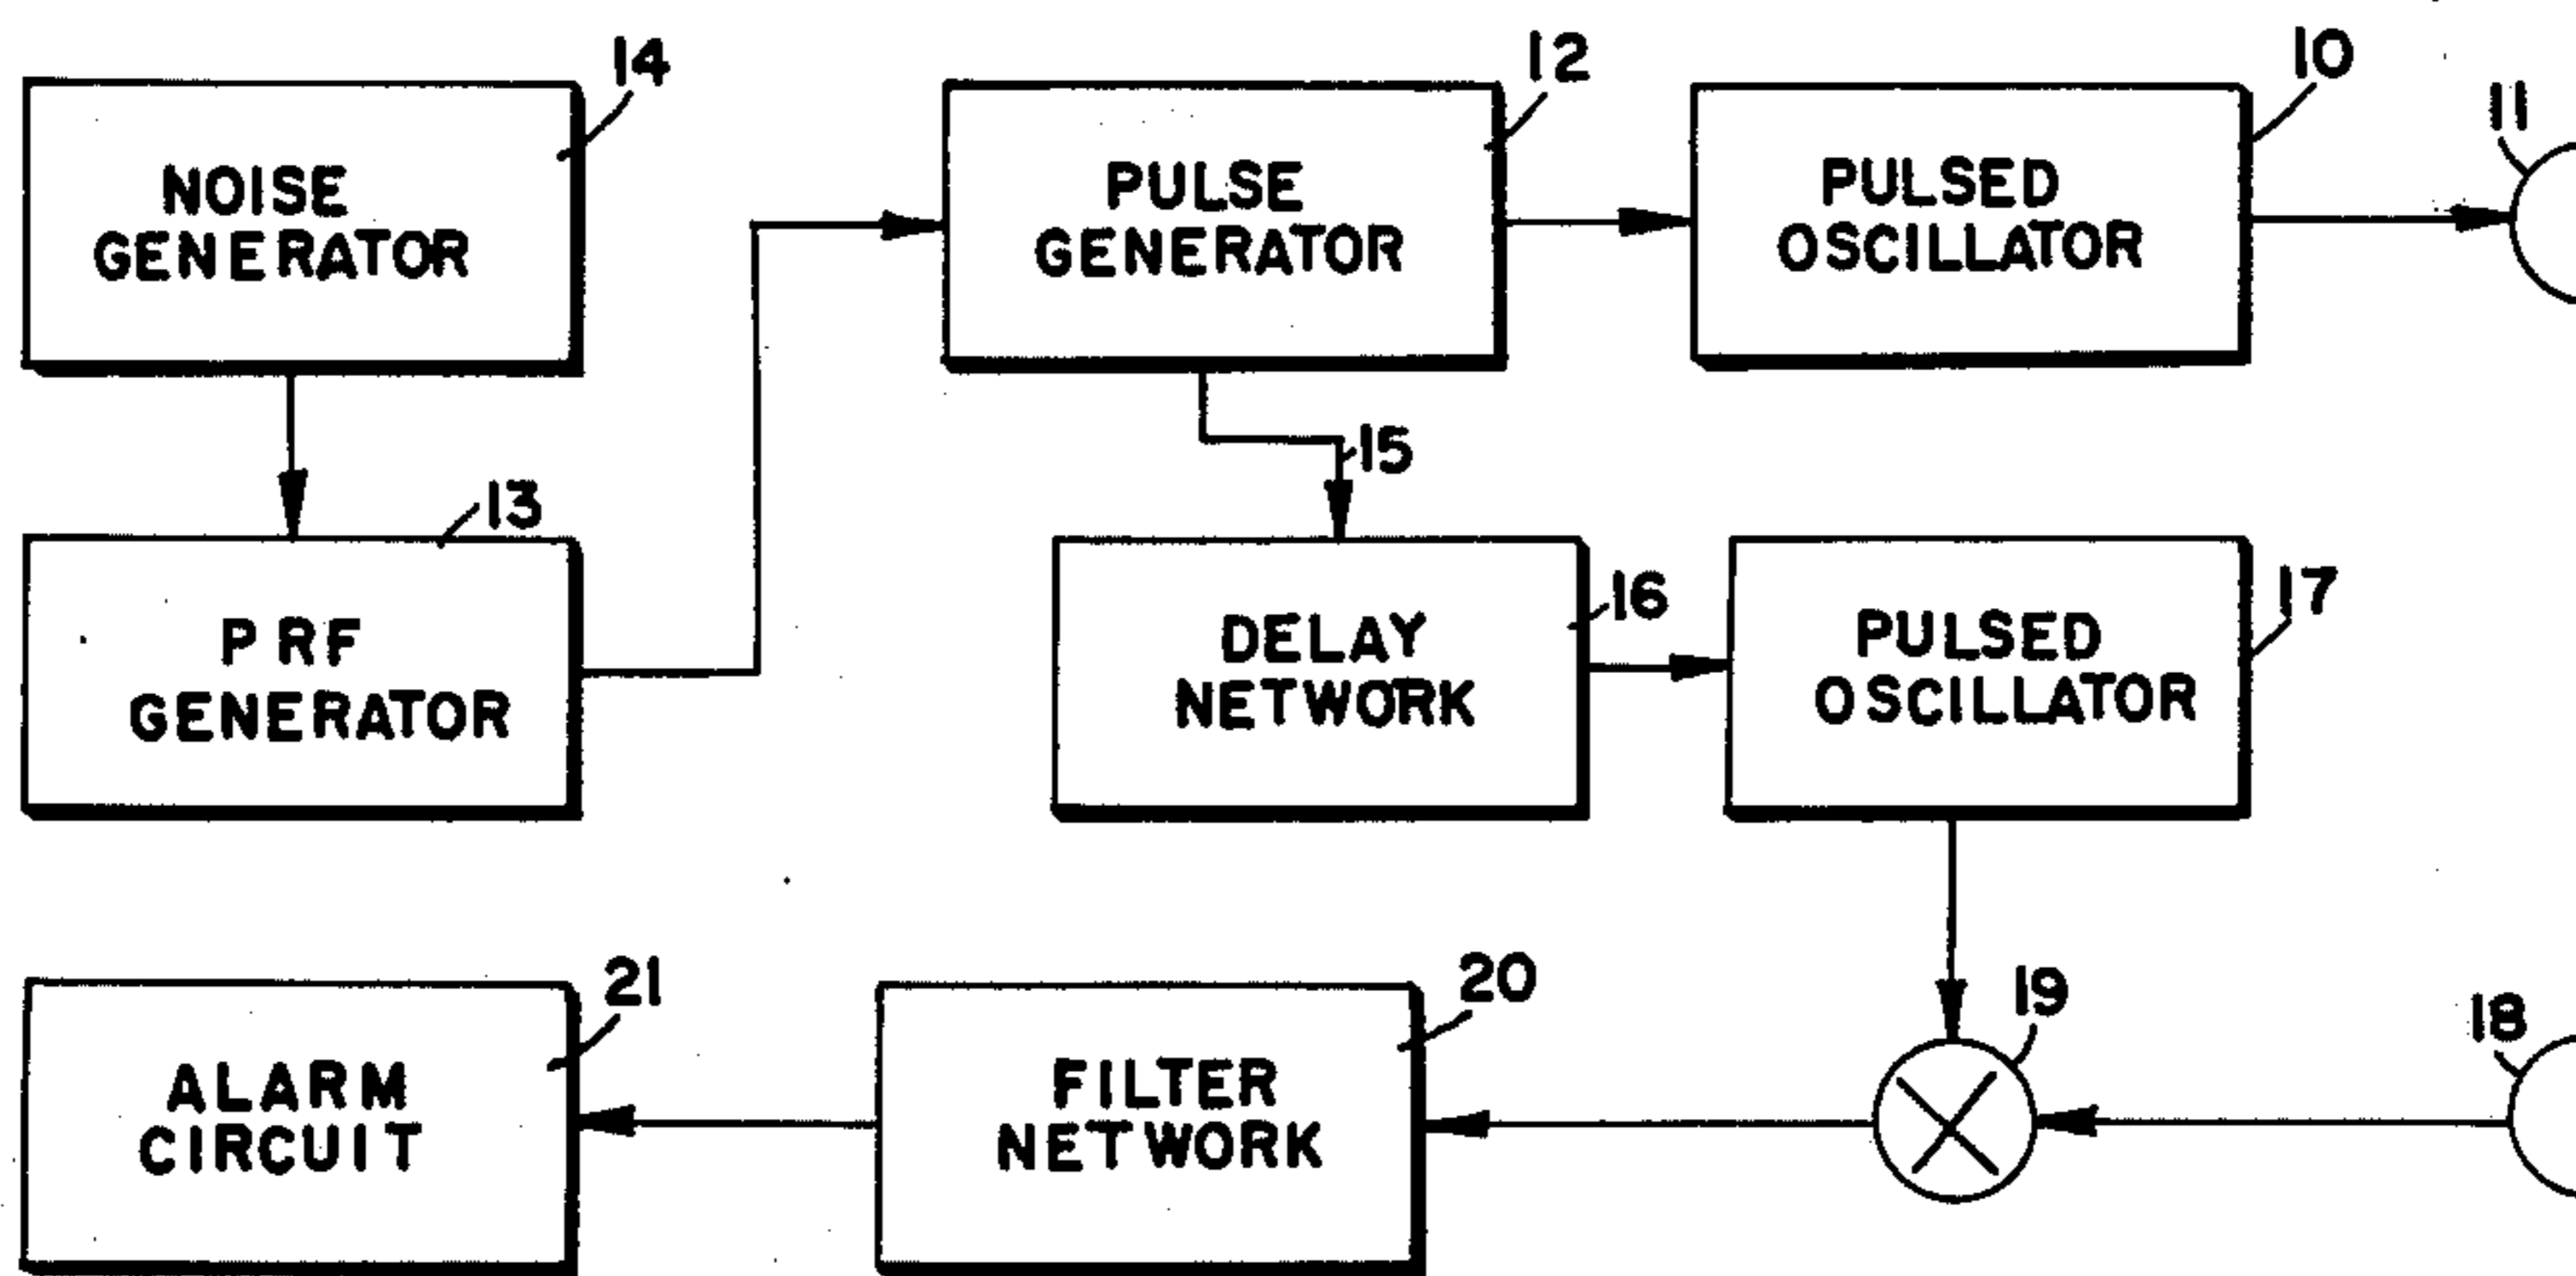 14
NOISE
GENERATOR
12
PULSE
GENERATOR
10
PULSED
OSCILLATOR
11
13
PRF
GENERATOR
15
16
DELAY
NETWORK
17
PULSED
OSCILLATOR
21
ALARM
CIRCUIT
20
FILTER
NETWORK
19
18